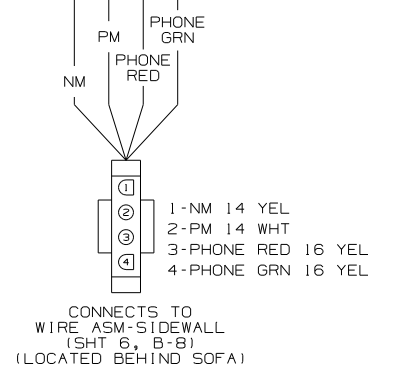 PHONE
GRN
PM
PHONE
RED
NM
1
2
3
4
1-NM 14 YEL
2-PM 14 WHT
3-PHONE RED 16 YEL
4-PHONE GRN 16 YEL
CONNECTS TO
WIRE ASM-SIDEWALL
(SHT 6, B-8)
(LOCATED BEHIND SOFA)